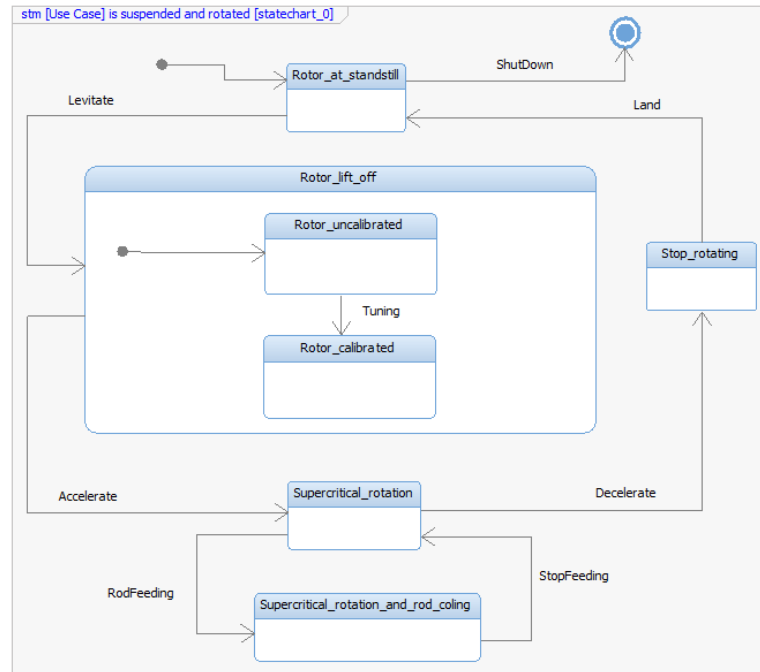 stm [Use Case] is suspended and rotated [statechart_0]
ShutDown
Rotor_at_standstill
Levitate
Land
Rotor_lift_off
Rotor_uncalibrated
Stop_rotating
Tuning
Rotor_calibrated
Supercritical_rotation
Accelerate
Decelerate
StopFeeding
RodFeeding
Supercritical_rotation_and_rod_coling